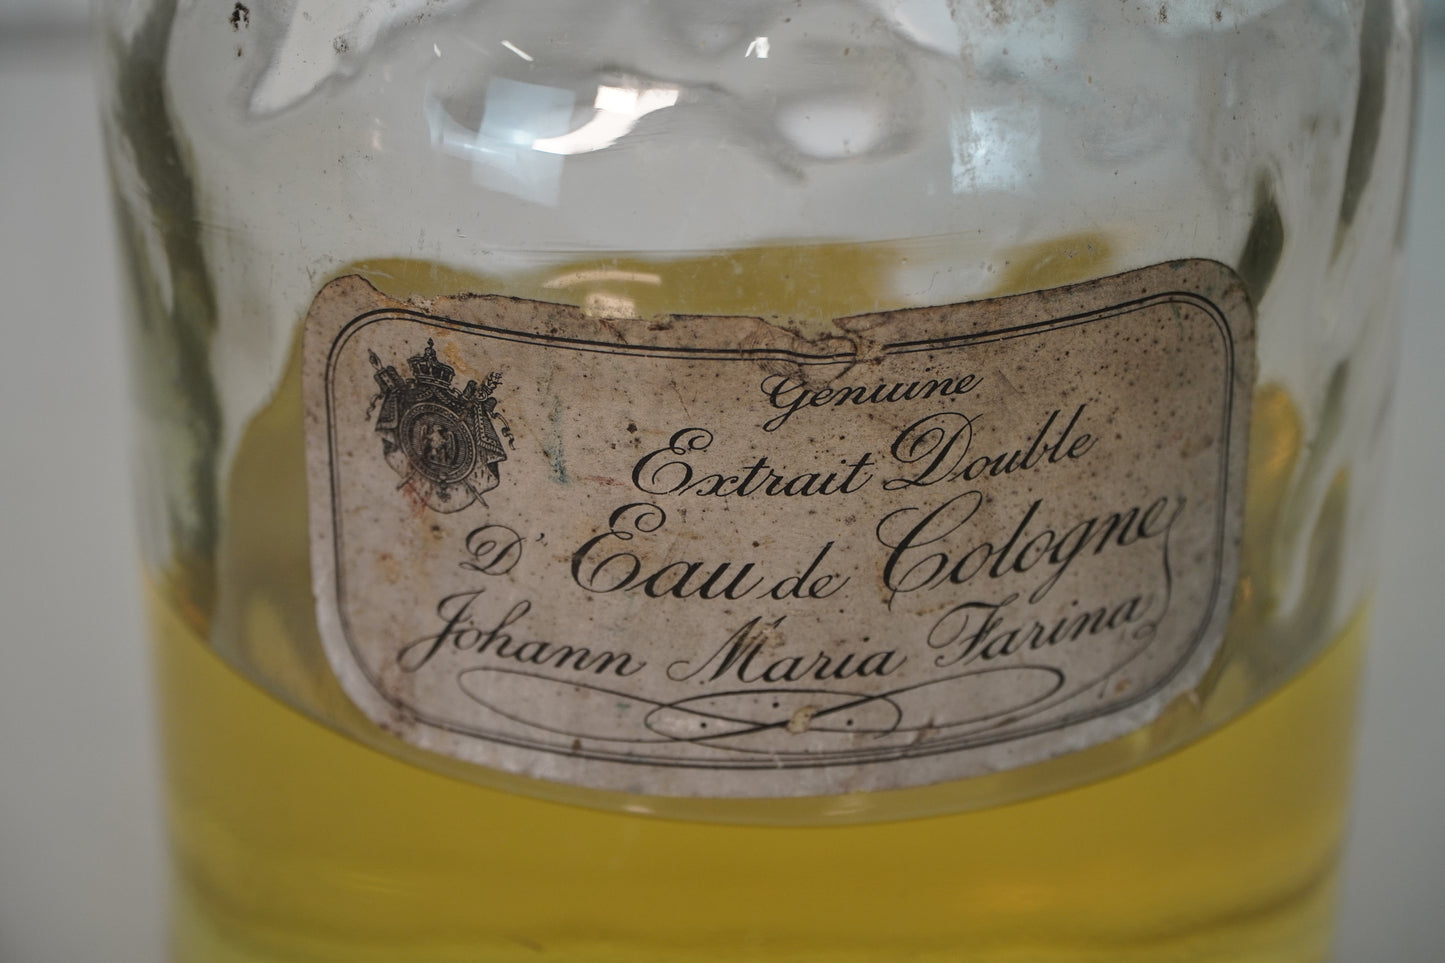 Genuine
Extrait Double
D' Eau de Cologne
Johann Maria Farina